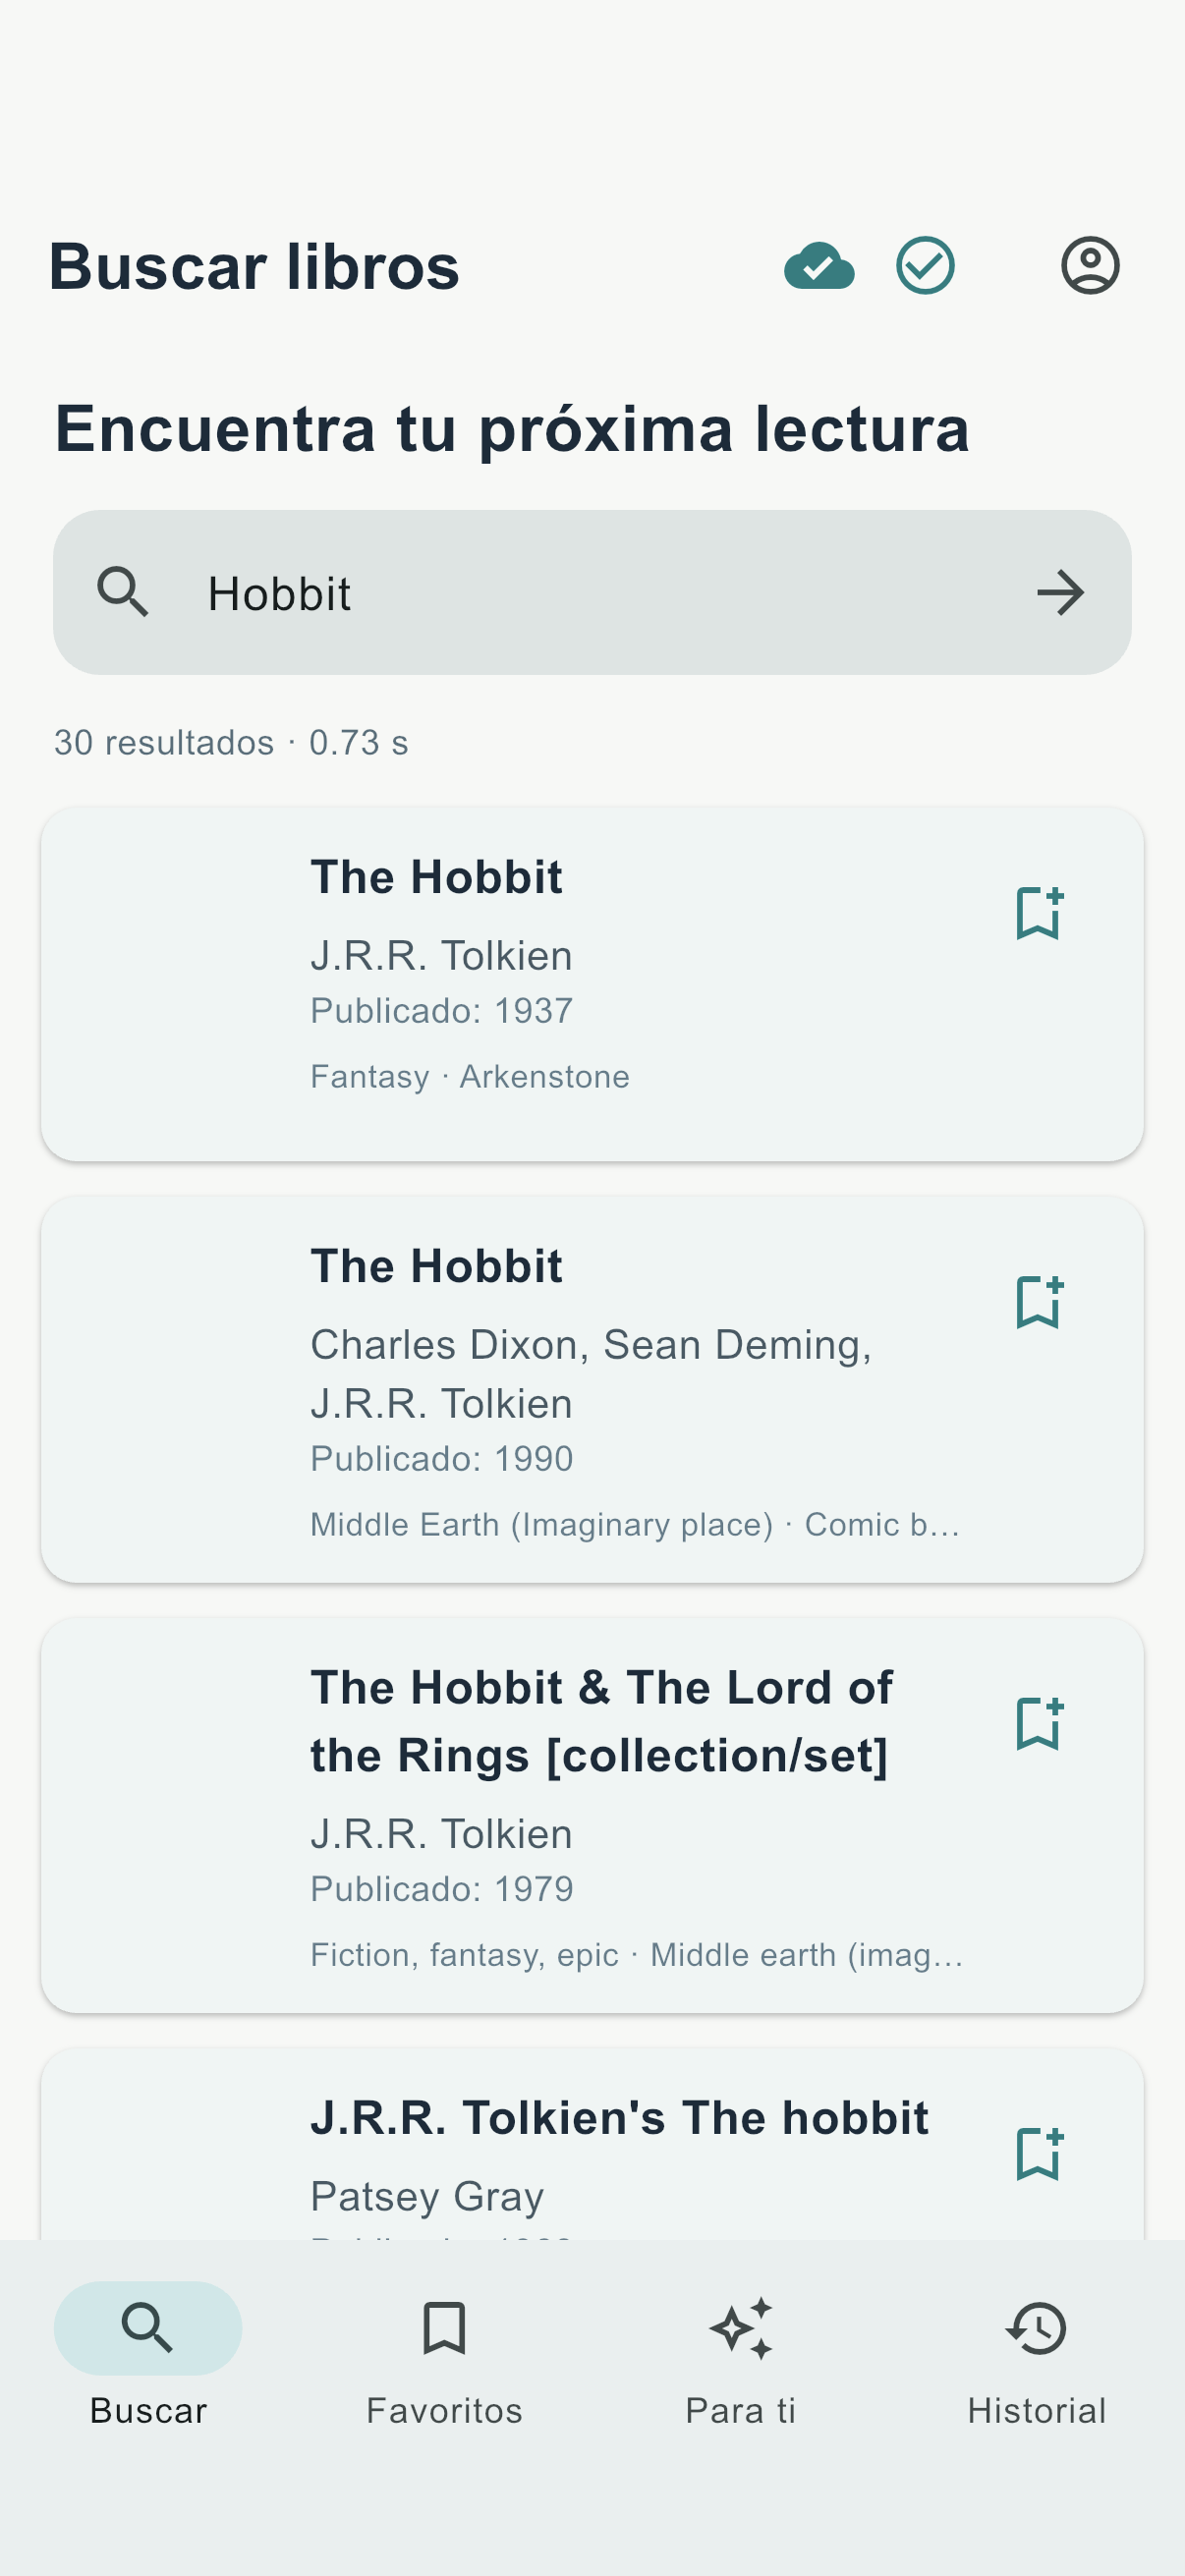 Buscar libros
Encuentra tu próxima lectura
Hobbit
30 resultados · 0.73 s
The Hobbit
J.R.R. Tolkien
Publicado: 1937
Fantasy · Arkenstone
The Hobbit
Charles Dixon, Sean Deming,
J.R.R. Tolkien
Publicado: 1990
Middle Earth (Imaginary place) · Comic b...
The Hobbit & The Lord of
the Rings [collection/set]
J.R.R. Tolkien
Publicado: 1979
Fiction, fantasy, epic · Middle earth (imag...
J.R.R. Tolkien's The hobbit
Patsey Gray
Buscar
Favoritos
Para ti
Historial